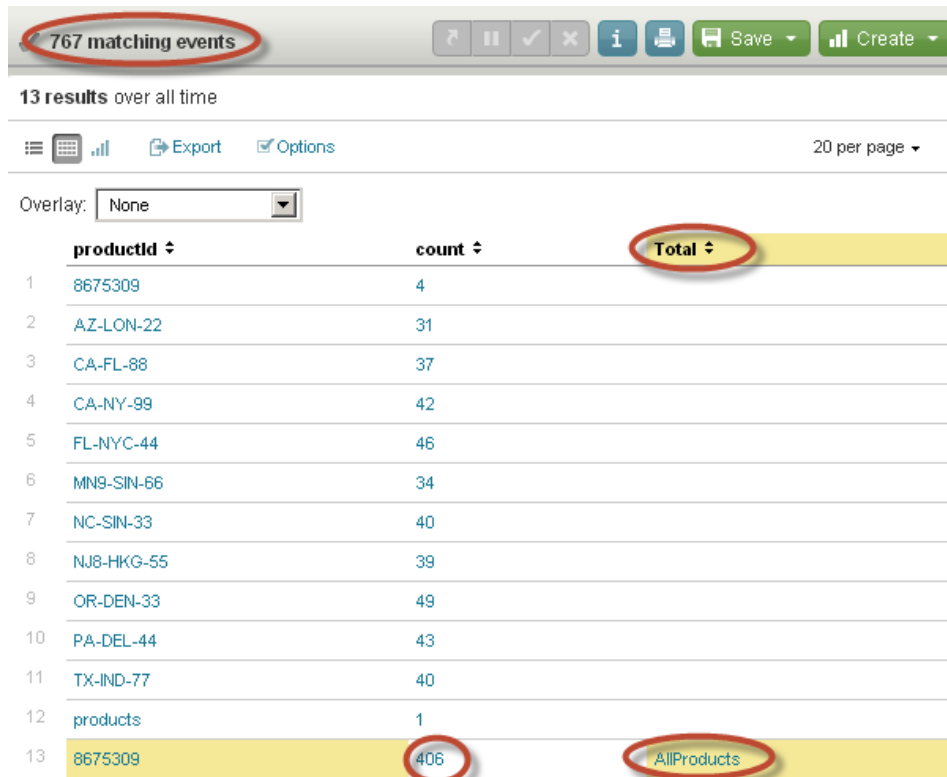 767 matching events
i Save Create
13 results over all time
Export Options 20 per page
Overlay: None
productId count Total
1 8675309 4
2 AZ-LON-22 31
3 CA-FL-88 37
4 CA-NY-99 42
5 FL-NYC-44 46
6 MN9-SIN-66 34
7 NC-SIN-33 40
8 NJ8-HKG-55 39
9 OR-DEN-33 49
10 PA-DEL-44 43
11 TX-IND-77 40
12 products 1
13 8675309 406 AllProducts